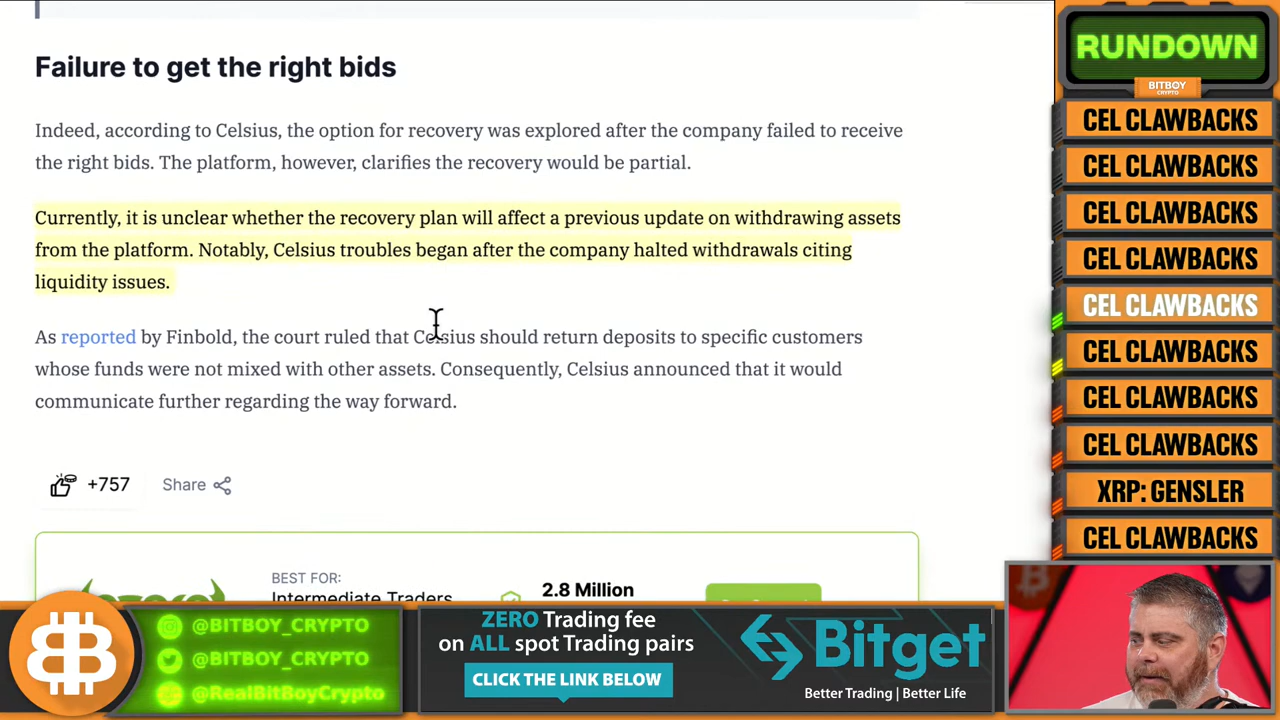 Failure to get the right bids
Indeed, according to Celsius, the option for recovery was explored after the company failed to receive
the right bids. The platform, however, clarifies the recovery would be partial.
Currently, it is unclear whether the recovery plan will affect a previous update on withdrawing assets
from the platform. Notably, Celsius troubles began after the company halted withdrawals citing
liquidity issues.
As reported by Finbold, the court ruled that Celsius should return deposits to specific customers
whose funds were not mixed with other assets. Consequently, Celsius announced that it would
communicate further regarding the way forward.
+757
Share
BEST FOR:
Intermediate Traders
2.8 Million
RUNDOWN
BITBOY
CRYPTO
CEL CLAWBACKS
CEL CLAWBACKS
CEL CLAWBACKS
CEL CLAWBACKS
CEL CLAWBACKS
CEL CLAWBACKS
CEL CLAWBACKS
CEL CLAWBACKS
XRP: GENSLER
CEL CLAWBACKS
@BITBOY_CRYPTO
@BITBOY_CRYPTO
@RealBitBoyCrypto
ZERO Trading fee
on ALL spot Trading pairs
CLICK THE LINK BELOW
Bitget
Better Trading | Better Life